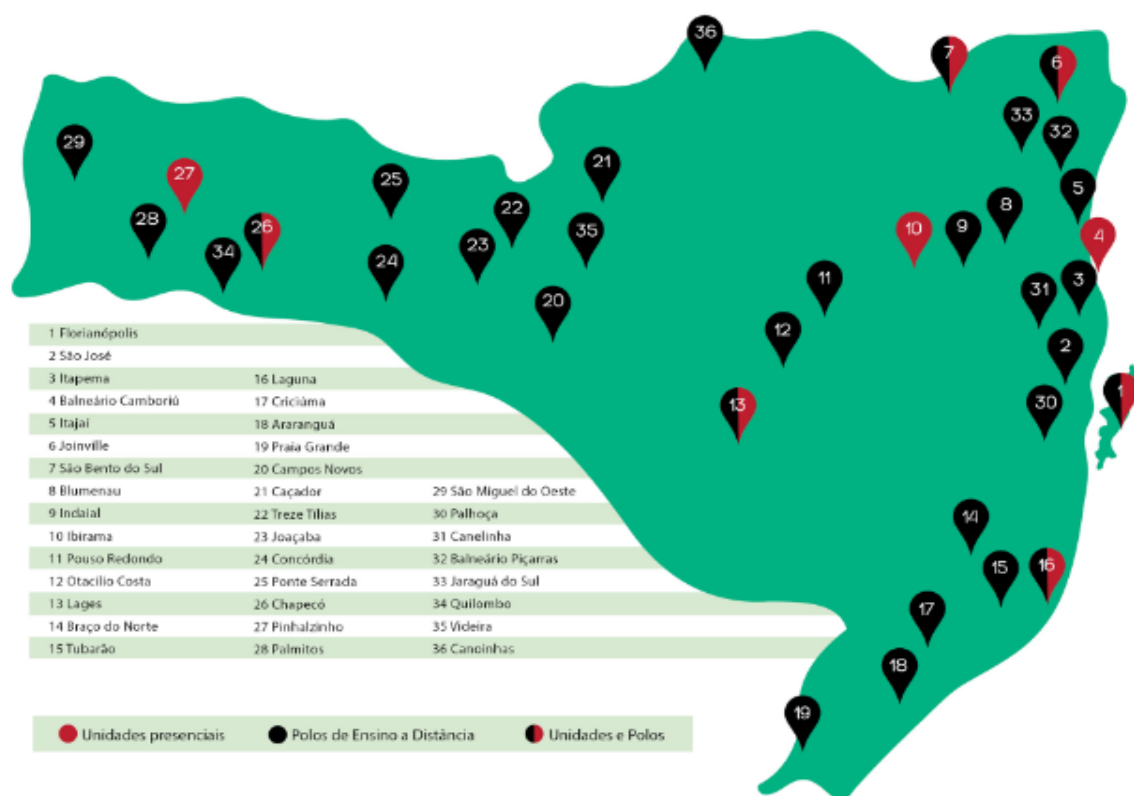 36
7
6
33
32
29
27
21
25
5
28
22
8
26
35
10
9
4
34
23
24
11
31
3
20
12
2
1
13
30
14
15
16
17
18
19
1 Florianópolis
2 São José
3 Itapema
4 Balneário Camboriú
5 Itajaí
6 Joinville
7 São Bento do Sul
8 Blumenau
9 Indaial
10 Ibirama
11 Pouso Redondo
12 Otacílio Costa
13 Lages
14 Braço do Norte
15 Tubarão
16 Laguna
17 Criciúma
18 Araranguá
19 Praia Grande
20 Campos Novos
21 Caçador
22 Treze Tílias
23 Joaçaba
24 Concórdia
25 Ponte Serrada
26 Chapecó
27 Pinhalzinho
28 Palmitos
29 São Miguel do Oeste
30 Palhoça
31 Canelinha
32 Balneário Piçarras
33 Jaraguá do Sul
34 Quilombo
35 Videira
36 Canoinhas
Unidades presenciais
Polos de Ensino a Distância
Unidades e Polos